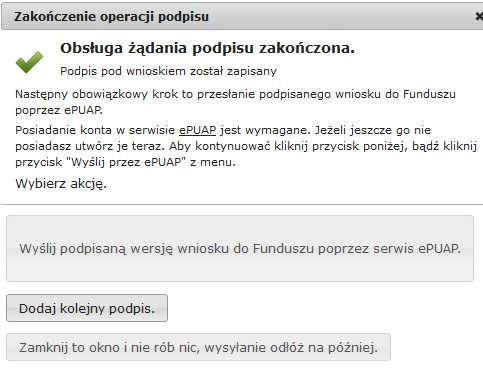 Zakończenie operacji podpisu
Obsługa żądania podpisu zakończona.
Podpis pod wnioskiem został zapisany
Następny obowiązkowy krok to przesłanie podpisanego wniosku do Funduszu
poprzez ePUAP.
Posiadanie konta w serwisie ePUAP jest wymagane. Jeżeli jeszcze go nie
posiadasz utwórz je teraz. Aby kontynuować kliknij przycisk poniżej, bądź kliknij
przycisk "Wyślij przez ePUAP" z menu.
Wybierz akcję.
Wyślij podpisaną wersję wniosku do Funduszu poprzez serwis ePUAP.
Dodaj kolejny podpis.
Zamknij to okno i nie rób nic, wysyłanie odłóż na później.